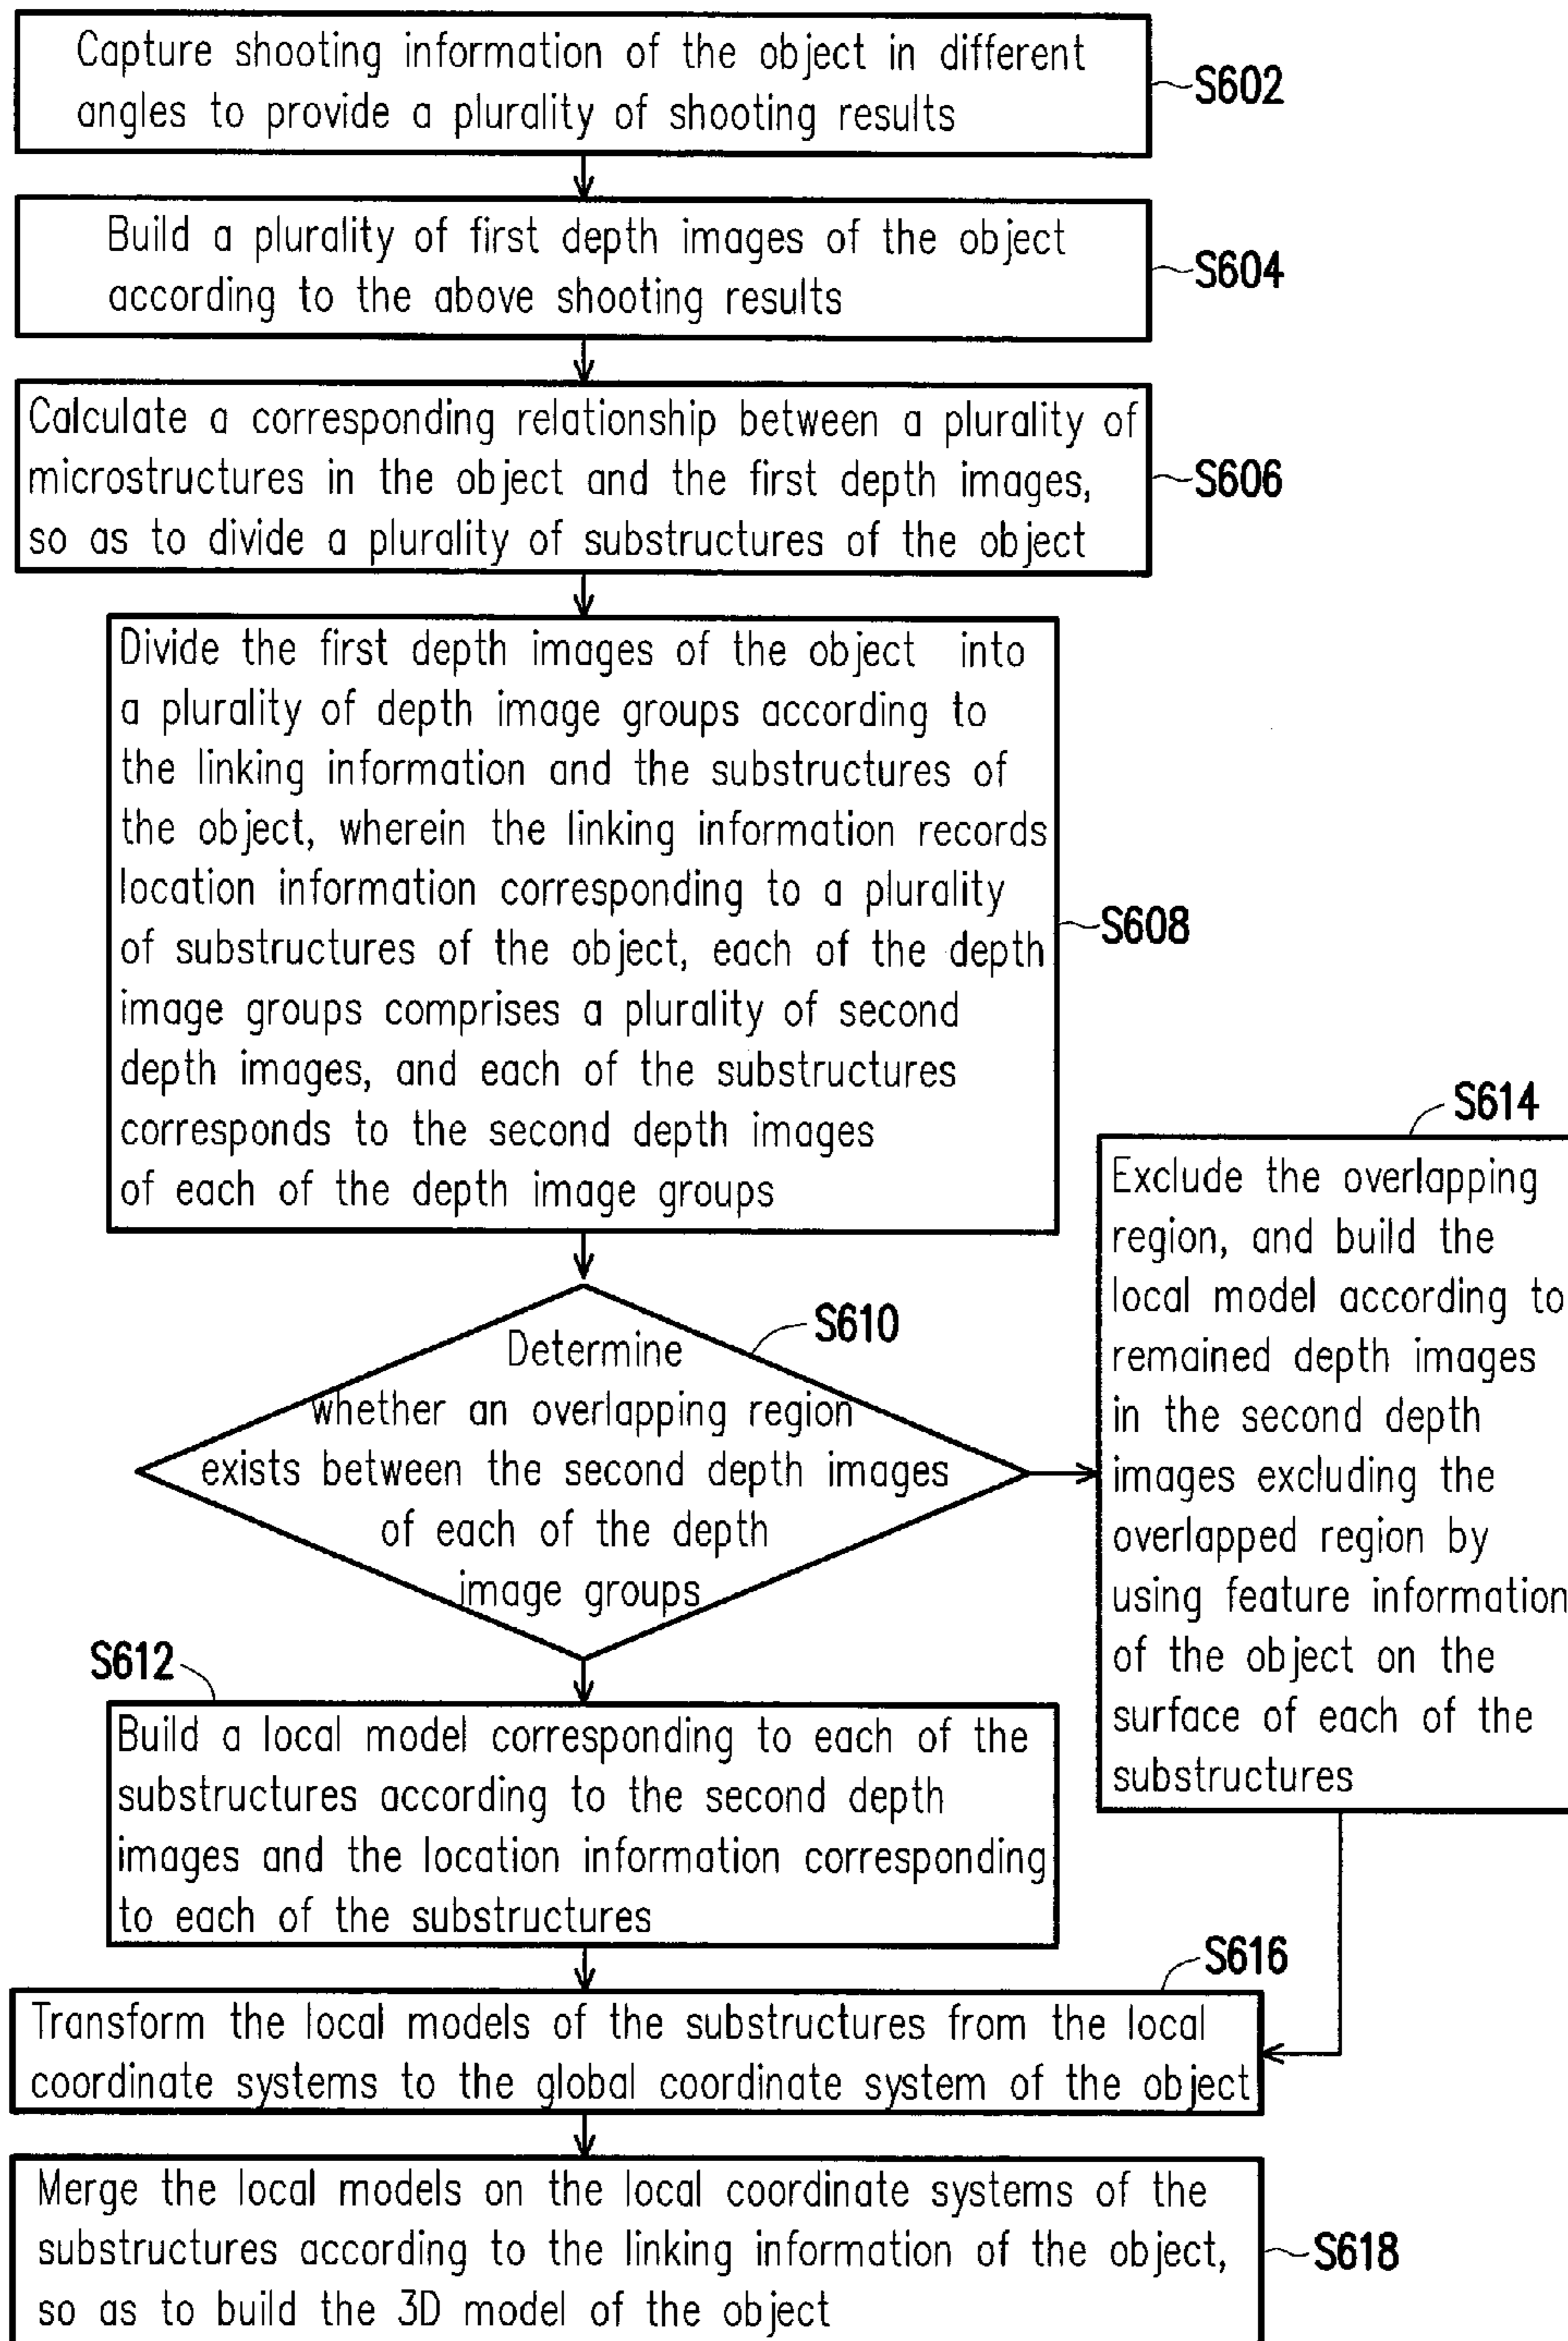 Capture shooting information of the object in different
angles to provide a plurality of shooting results
S602
Build a plurality of first depth images of the object
according to the above shooting results
S604
Calculate a corresponding relationship between a plurality of
microstructures in the object and the first depth images,
so as to divide a plurality of substructures of the object
S606
Divide the first depth images of the object into
a plurality of depth image groups according to
the linking information and the substructures of
the object, wherein the linking information records
location information corresponding to a plurality
of substructures of the object, each of the depth
image groups comprises a plurality of second
depth images, and each of the substructures
corresponds to the second depth images
of each of the depth image groups
S608
S610
Determine
whether an overlapping region
exists between the second depth images
of each of the depth
image groups
S614
Exclude the overlapping
region, and build the
local model according to
remained depth images
in the second depth
images excluding the
overlapped region by
using feature information
of the object on the
surface of each of the
substructures
S612
Build a local model corresponding to each of the
substructures according to the second depth
images and the location information corresponding
to each of the substructures
S616
Transform the local models of the substructures from the local
coordinate systems to the global coordinate system of the object
Merge the local models on the local coordinate systems of the
substructures according to the linking information of the object,
so as to build the 3D model of the object
S618